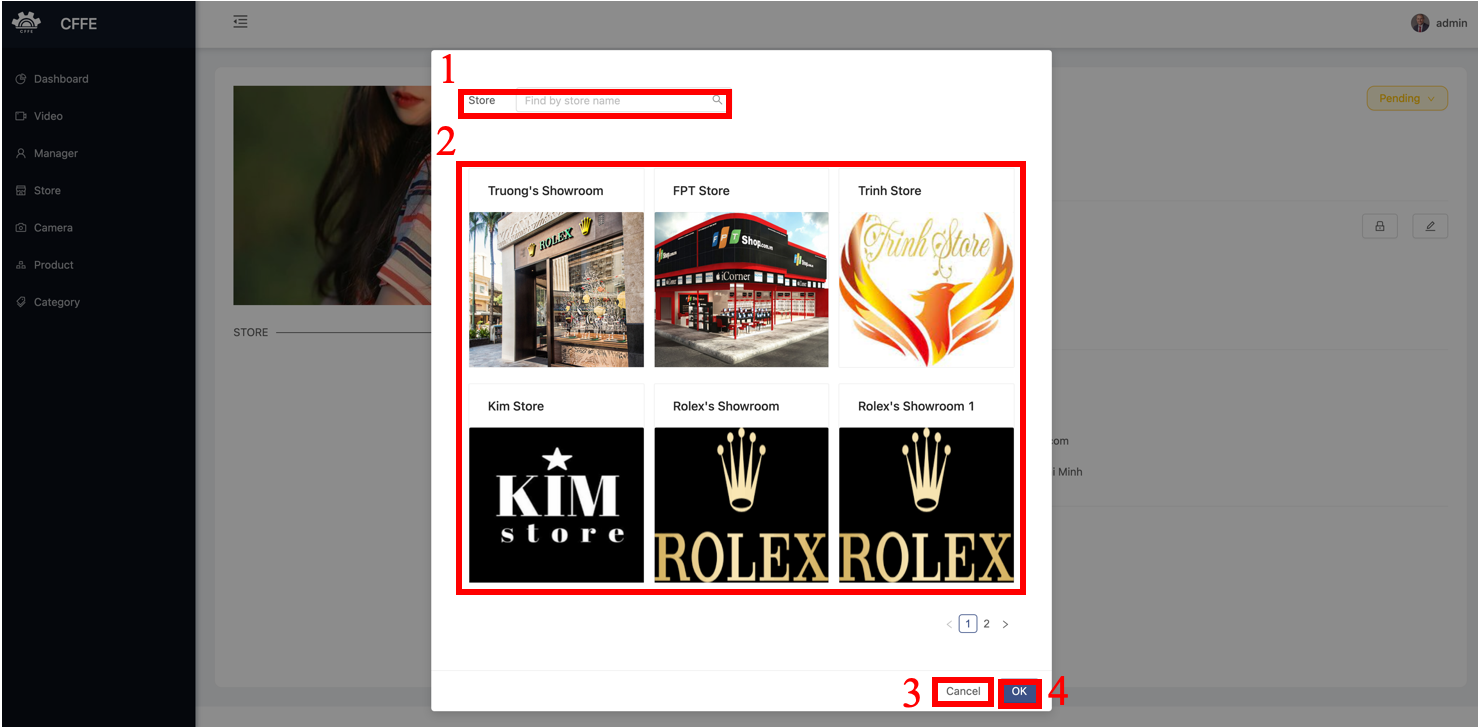 CFFE
CFFE
admin
Dashboard
Video
Manager
Store
Camera
Product
Category
Pending
STORE
1
Store Find by store name
2
Truong's Showroom
FPT Store
Trinh Store
ROLEX
FPT Shop.com.vn
iCorner
Trinh Store
Kim Store
Rolex's Showroom
Rolex's Showroom 1
KIM
store
ROLEX
ROLEX
com
i Minh
< 1 2 >
3 Cancel OK 4